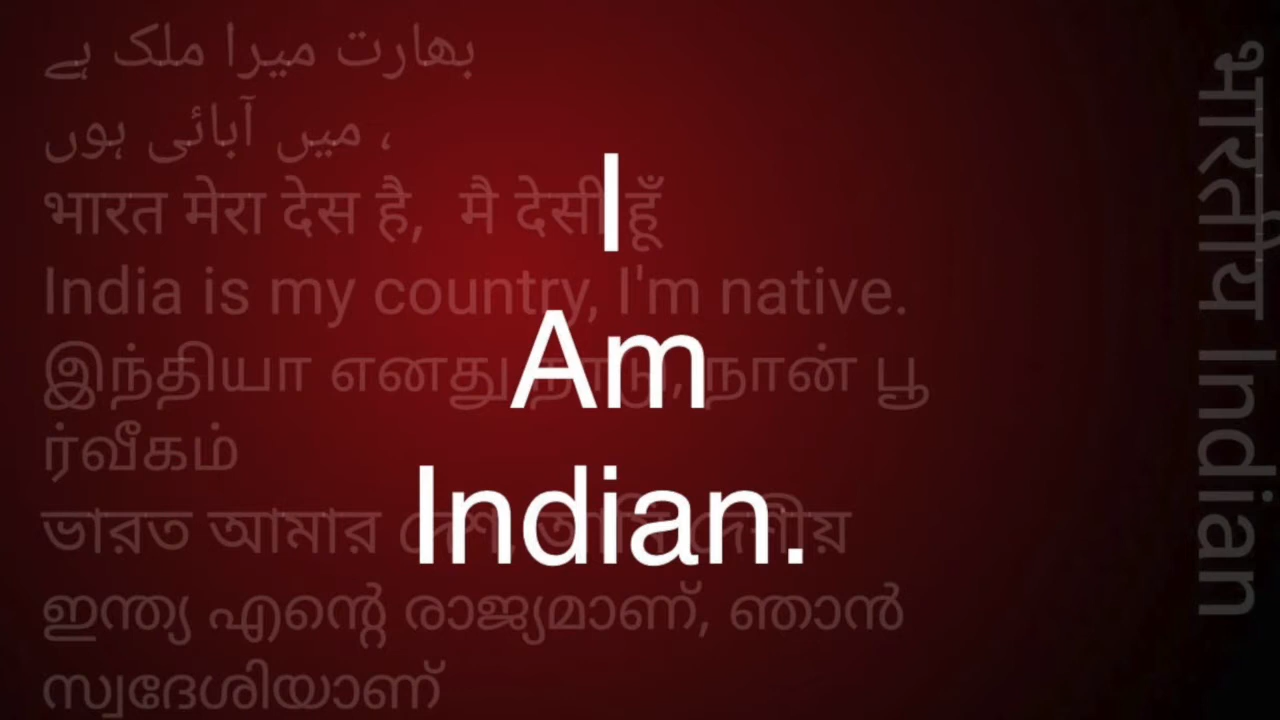 بھارت میرا ملک ہے
، میں آبائی ہوں
भारत मेरा देस है, मै देसी हूँ
India is my country, I'm native.
இந்தியா எனது நாடு, நான் பூ
ர்வீகம்
ভারত আমার দেশ, আমি দেশীয়
ഇന്ത്യ എന്റെ രാജ്യമാണ്, ഞാൻ
സ്വദേശിയാണ്
I
Am
Indian.
भारतीय Indian